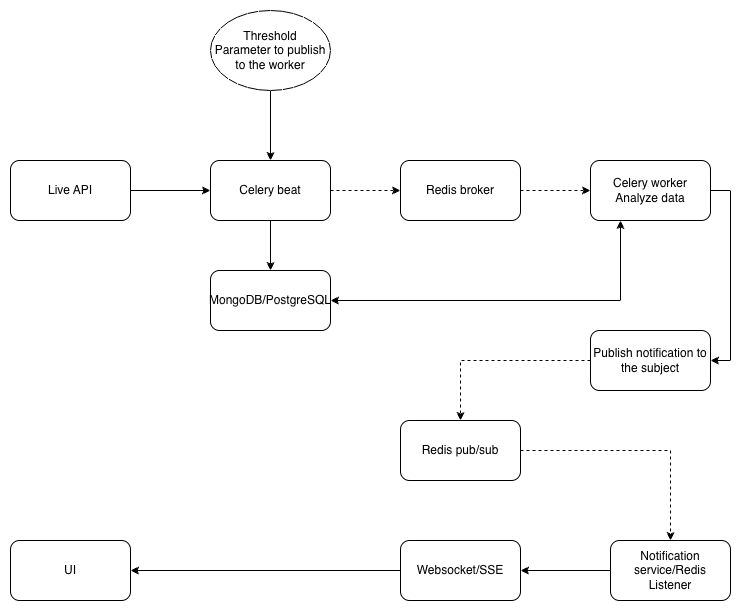 Threshold
Parameter to publish
to the worker
Live API
Celery beat
Redis broker
Celery worker
Analyze data
MongoDB/PostgreSQL
Publish notification to
the subject
Redis pub/sub
UI
Websocket/SSE
Notification
service/Redis
Listener